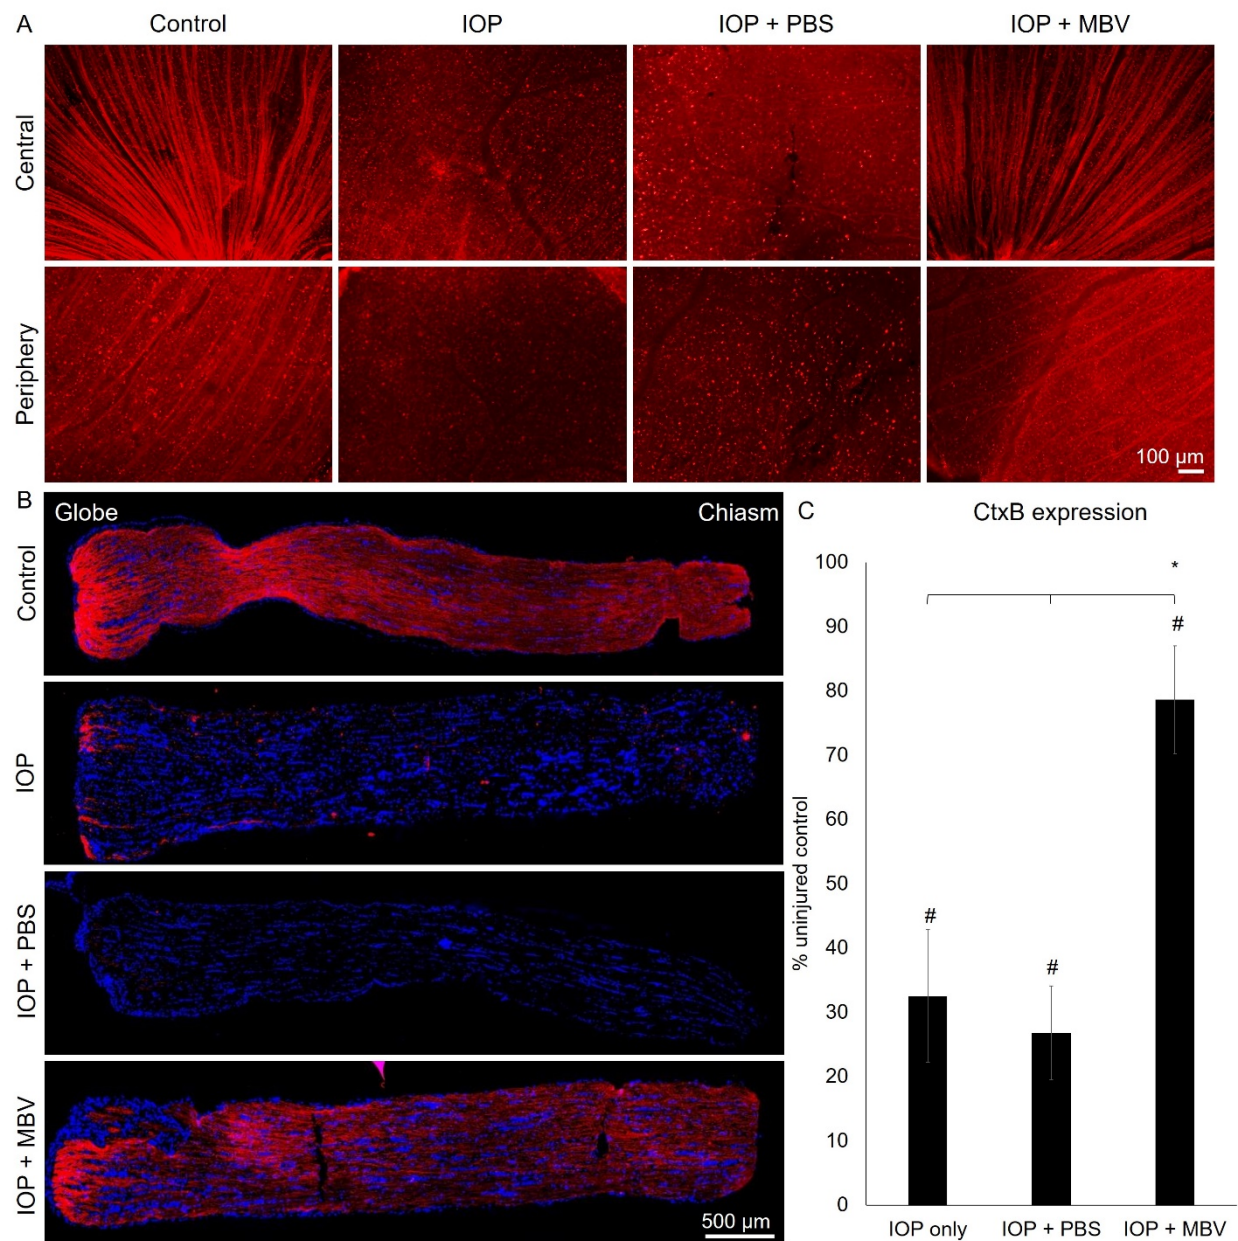 A
Control IOP IOP + PBS IOP + MBV
Central
Periphery
100 µm
B
Globe Chiasm
Control
IOP
IOP + PBS
IOP + MBV
500 µm
C
CtxB expression
% uninjured control
100
90
80
70
60
50
40
30
20
10
0
*
#
#
#
IOP only IOP + PBS IOP + MBV